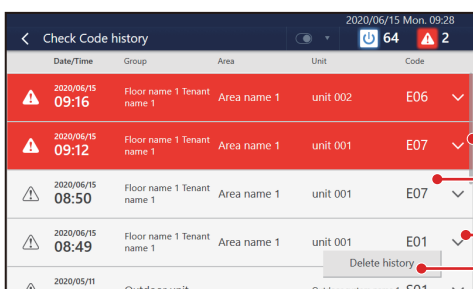 2020/06/15 Mon. 09:28
Check Code history 64 2
Date/Time Group Area Unit Code
2020/06/15
09:16 Floor name 1 Tenant name 1 Area name 1 unit 002 E06
2020/06/15
09:12 Floor name 1 Tenant name 1 Area name 1 unit 001 E07
2020/06/15
08:50 Floor name 1 Tenant name 1 Area name 1 unit 001 E07
2020/06/15
08:49 Floor name 1 Tenant name 1 Area name 1 unit 001 E01
Delete history
2020/05/11
Outdoor unit